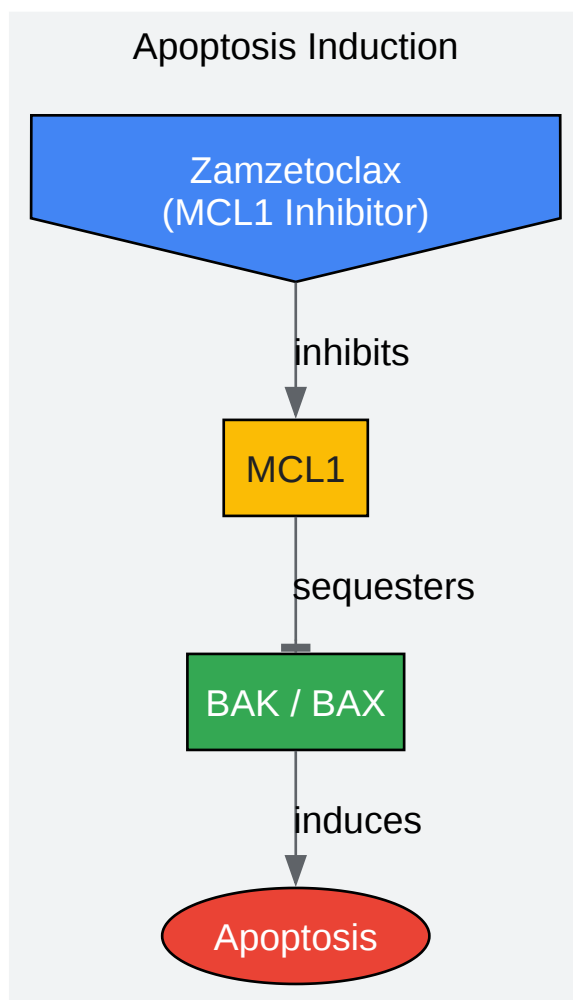 Apoptosis Induction
Zamzetoclax
(MCL1 Inhibitor)
inhibits
MCL1
sequesters
BAK / BAX
induces
Apoptosis